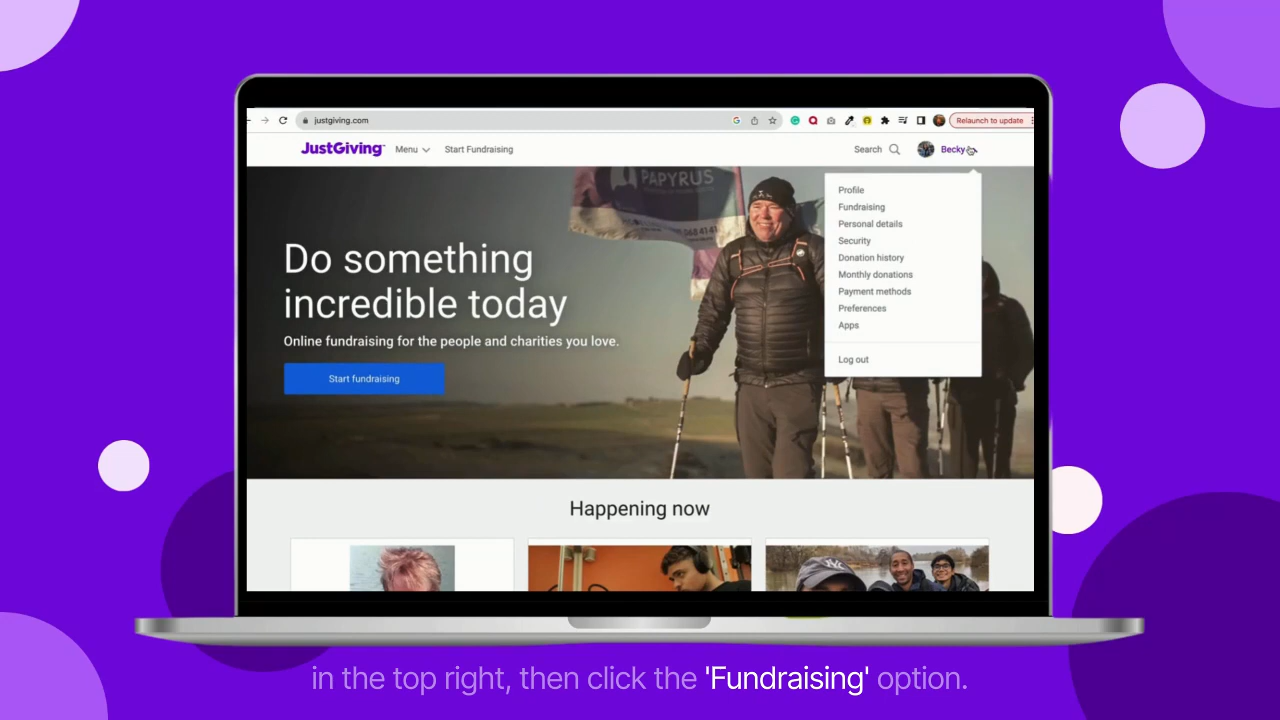 justgiving.com
Relaunch to update
JustGiving™
Menu
Start Fundraising
Search
Becky
PAPYRUS
Profile
Fundraising
Personal details
Security
Donation history
Monthly donations
Payment methods
Preferences
Apps
Log out
Do something
incredible today
Online fundraising for the people and charities you love.
Start fundraising
Happening now
in the top right, then click the 'Fundraising' option.